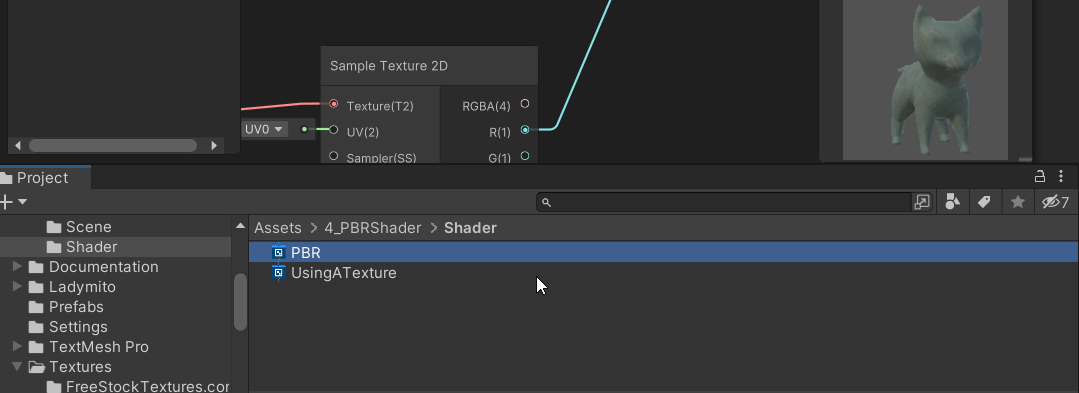 Sample Texture 2D
Texture(T2) RGBA(4)
UV0 UV(2) R(1)
Sampler(SS) G(1)
Project
7
Scene
Shader
Documentation
Ladymito
Prefabs
Settings
TextMesh Pro
Textures
FreeStockTextures.cor
Assets > 4_PBRShader > Shader
PBR
UsingATexture